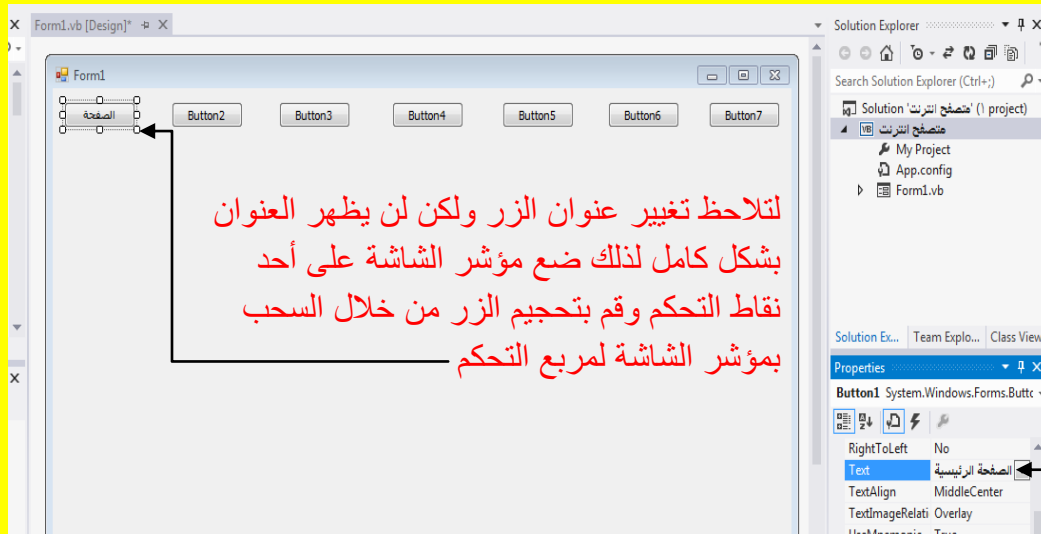 Form1.vb [Design]*
Form1
الصفحة
Button2
Button3
Button4
Button5
Button6
Button7
لتلاحظ تغيير عنوان الزر ولكن لن يظهر العنوان
بشكل كامل لذلك ضع مؤشر الشاشة على أحد
نقاط التحكم وقم بتحجيم الزر من خلال السحب
بمؤشر الشاشة لمربع التحكم
Solution Explorer
Search Solution Explorer (Ctrl+;)
Solution 'متصفح انترنت' (١ project)
متصفح انترنت
My Project
App.config
Form1.vb
Solution Ex...
Team Explo...
Class View
Properties
Button1 System.Windows.Forms.Butto
RightToLeft No
Text الصفحة الرئيسية
TextAlign MiddleCenter
TextImageRelati Overlay
UseMnemonic True